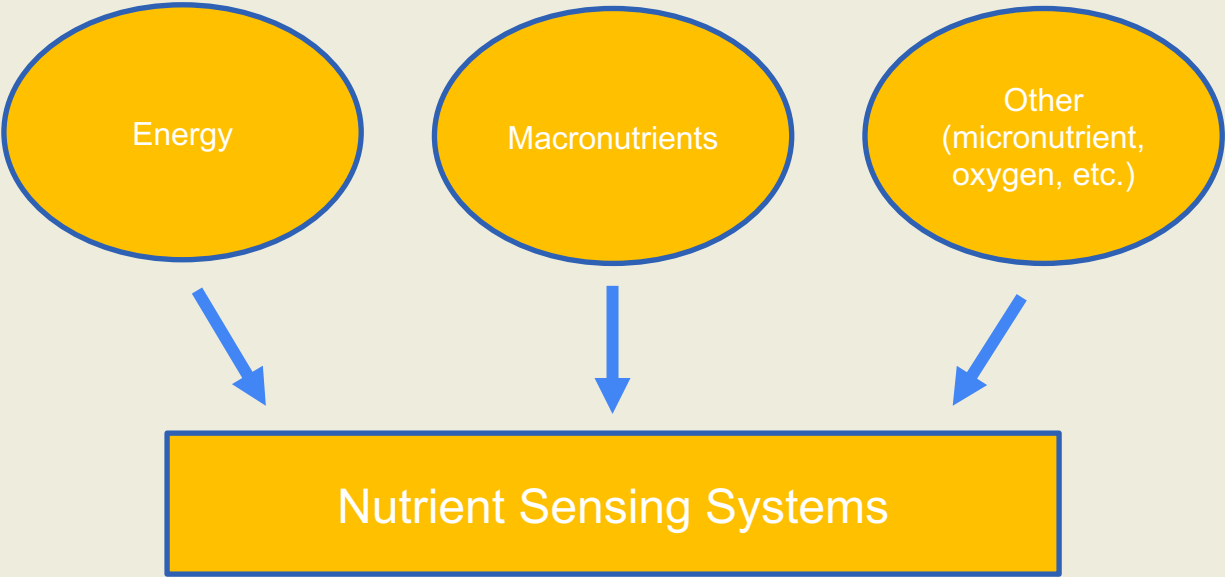 Energy
Macronutrients
Other
(micronutrient,
oxygen, etc.)
Nutrient Sensing Systems